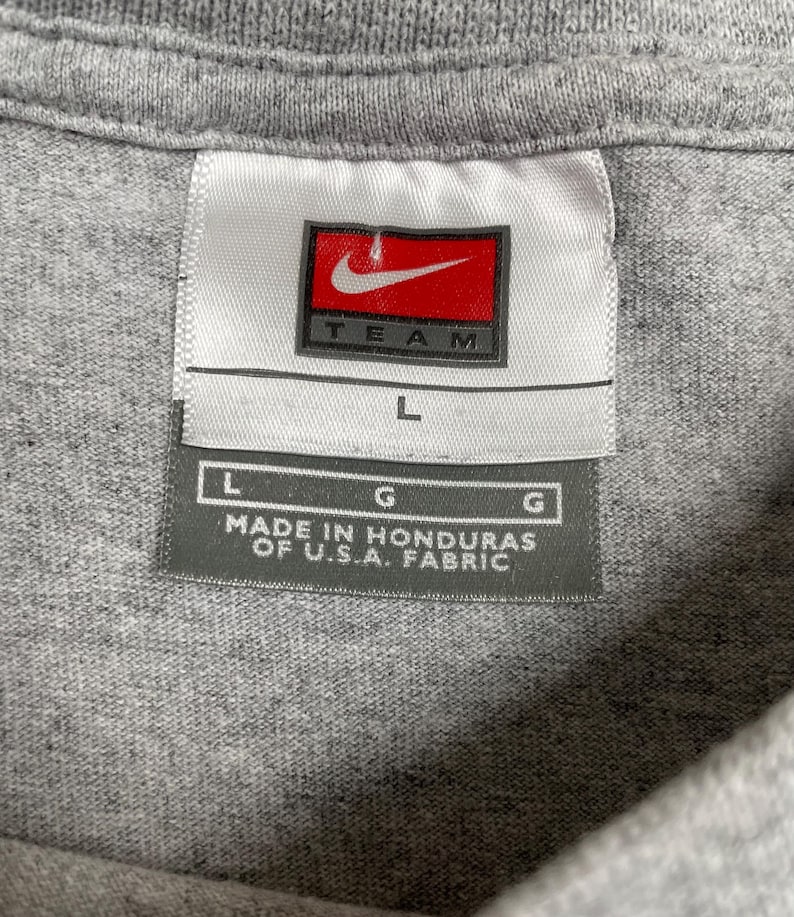 TEAM
L
L G G
MADE IN HONDURAS
OF U.S.A. FABRIC